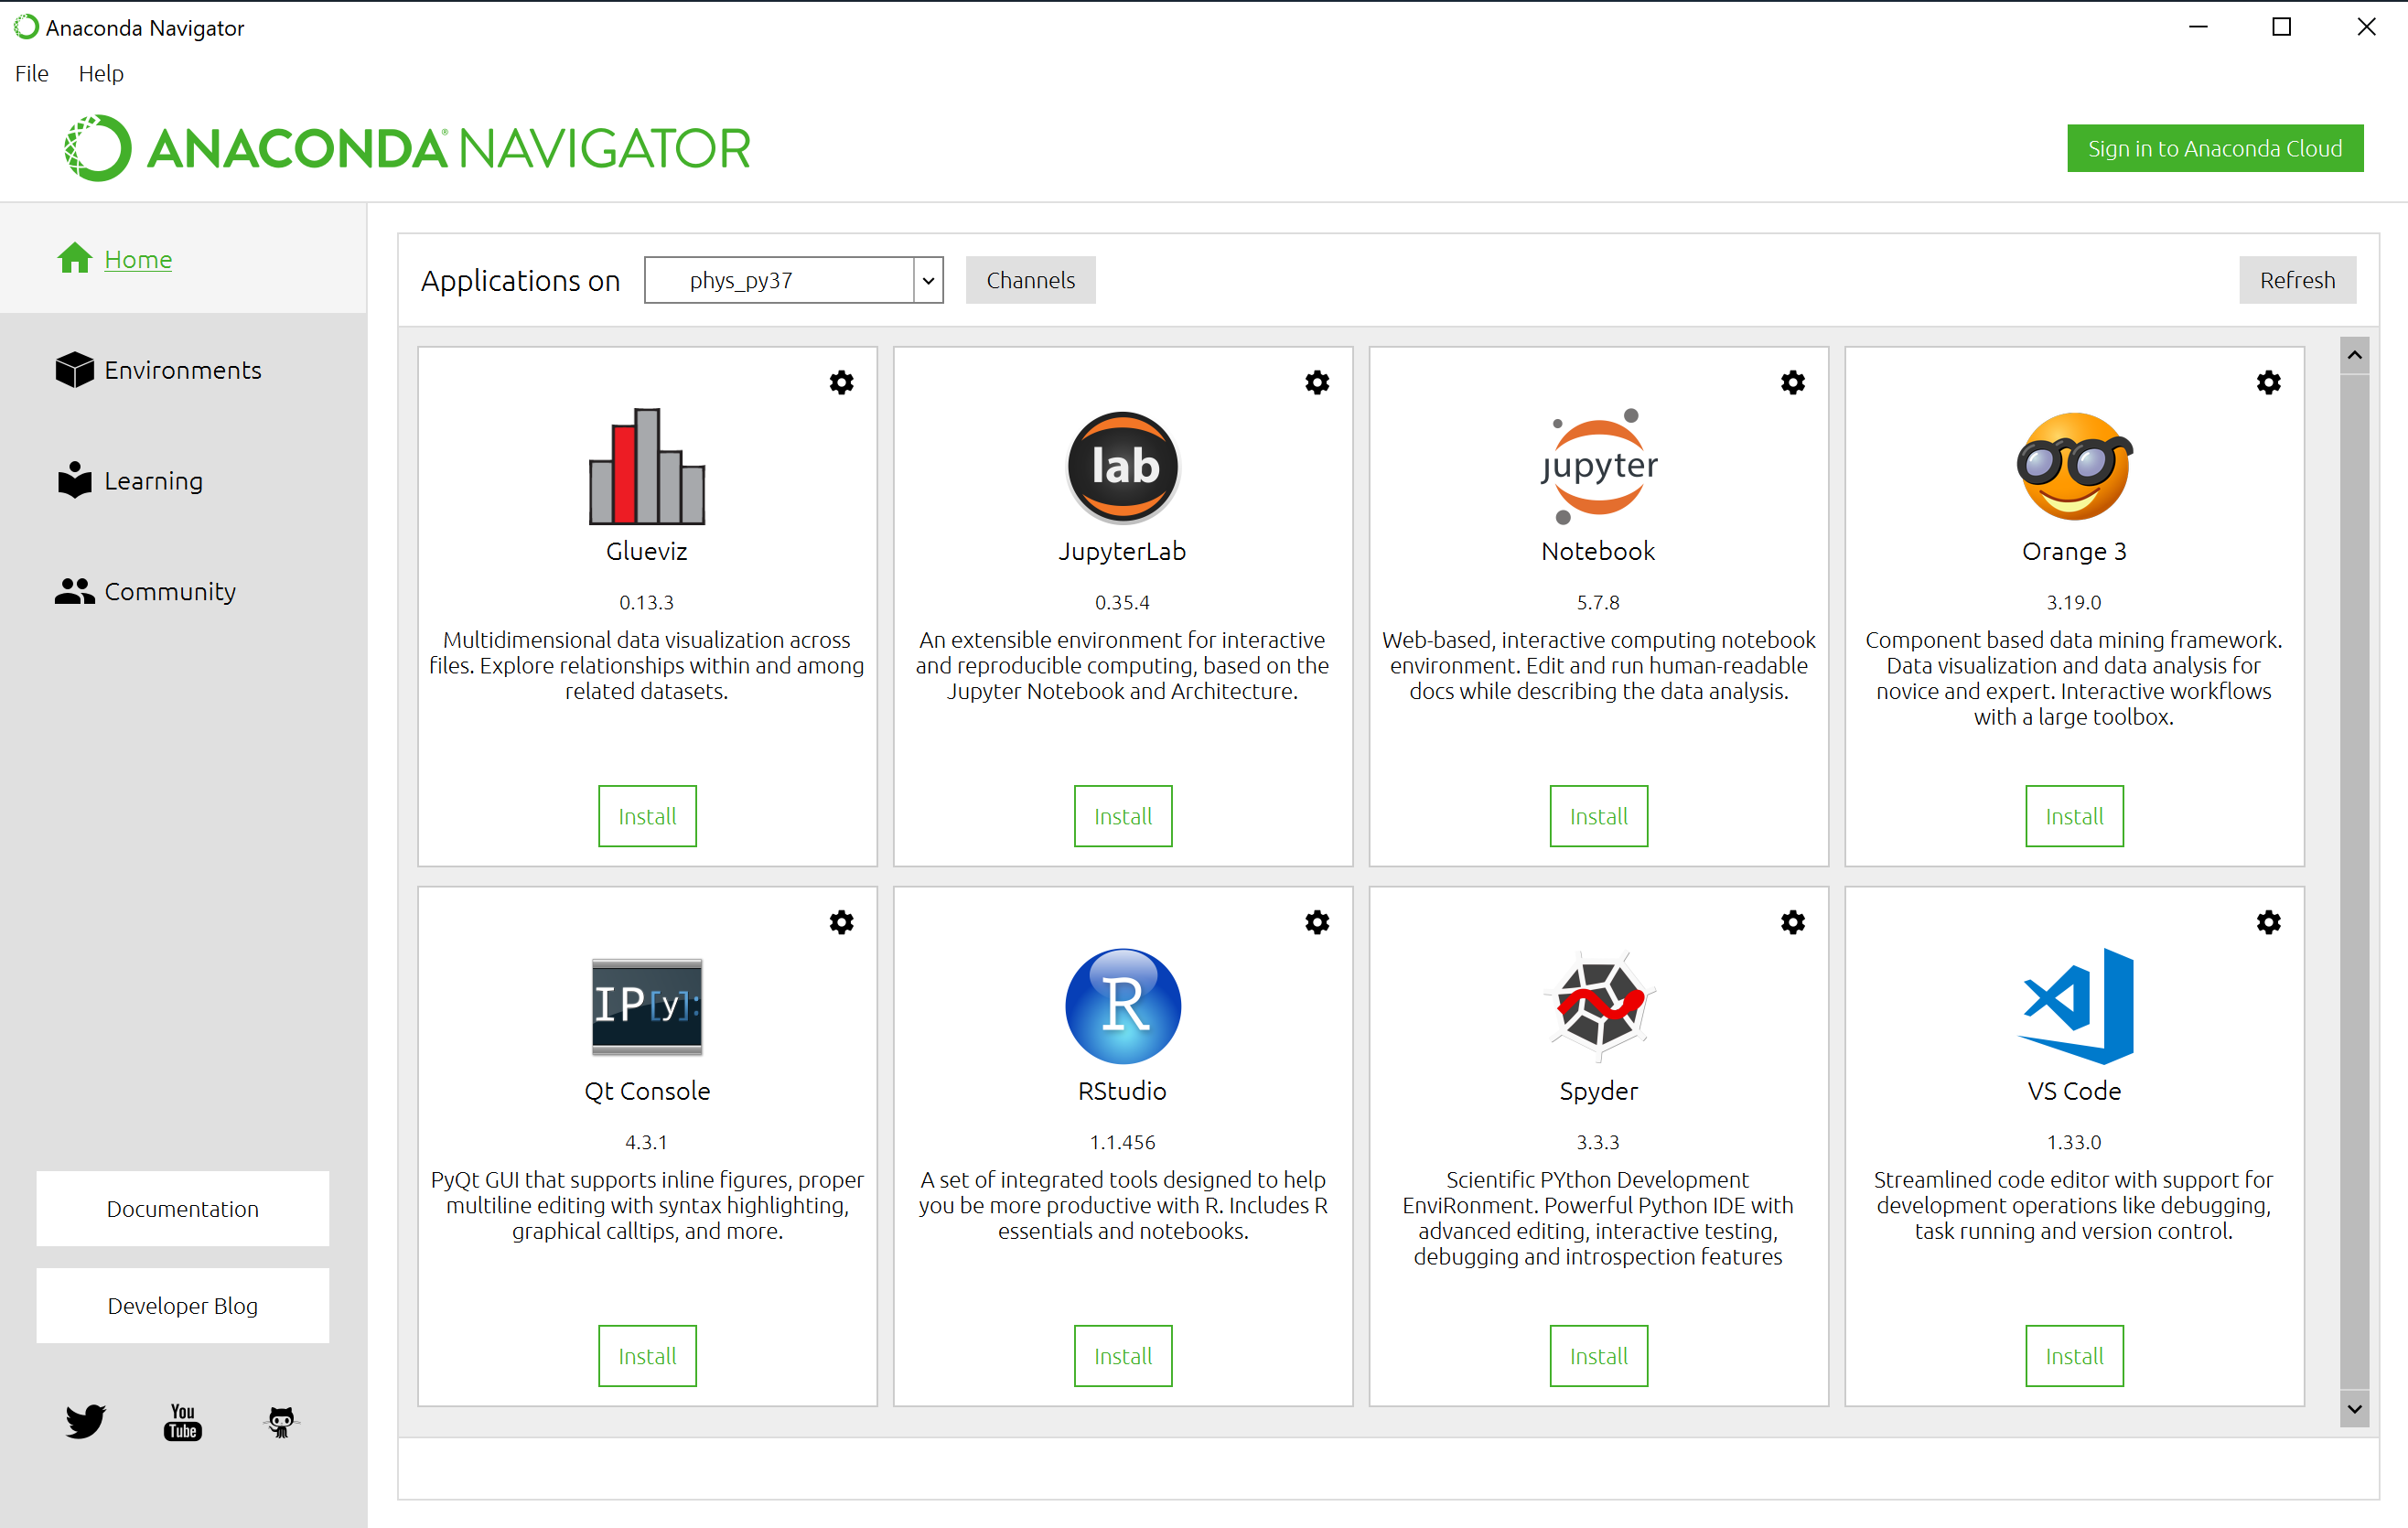 Anaconda Navigator
File Help
ANACONDA® NAVIGATOR
Sign in to Anaconda Cloud
Home
Environments
Learning
Community
Documentation
Developer Blog
You
Tube
Applications on phys_py37 Channels Refresh
Glueviz
0.13.3
Multidimensional data visualization across
files. Explore relationships within and among
related datasets.
Install
lab
JupyterLab
0.35.4
An extensible environment for interactive
and reproducible computing, based on the
Jupyter Notebook and Architecture.
Install
jupyter
Notebook
5.7.8
Web-based, interactive computing notebook
environment. Edit and run human-readable
docs while describing the data analysis.
Install
Orange 3
3.19.0
Component based data mining framework.
Data visualization and data analysis for
novice and expert. Interactive workflows
with a large toolbox.
Install
IP[y]:
Qt Console
4.3.1
PyQt GUI that supports inline figures, proper
multiline editing with syntax highlighting,
graphical calltips, and more.
Install
R
RStudio
1.1.456
A set of integrated tools designed to help
you be more productive with R. Includes R
essentials and notebooks.
Install
Spyder
3.3.3
Scientific PYthon Development
EnviRonment. Powerful Python IDE with
advanced editing, interactive testing,
debugging and introspection features
Install
VS Code
1.33.0
Streamlined code editor with support for
development operations like debugging,
task running and version control.
Install